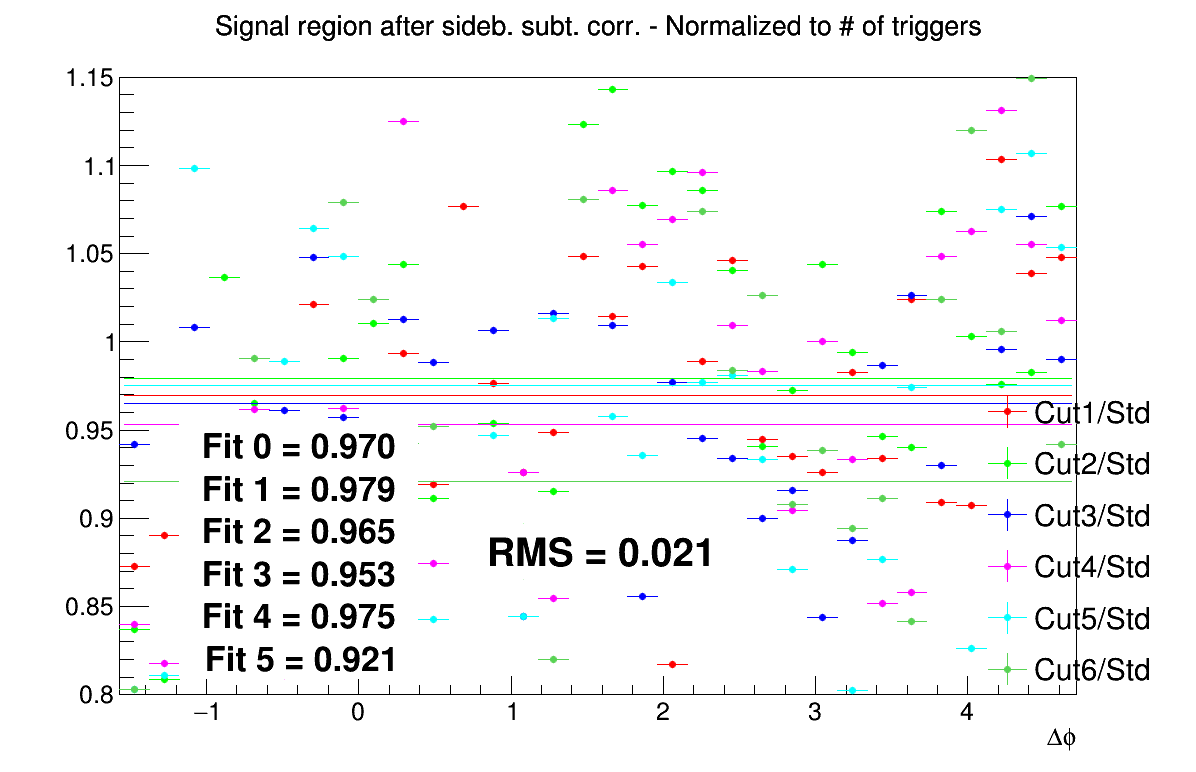 Signal region after sideb. subt. corr. - Normalized to # of triggers
1.15
1.1
1.05
1
0.95
0.9
0.85
0.8
Fit 0 = 0.970
Fit 1 = 0.979
Fit 2 = 0.965
Fit 3 = 0.953
Fit 4 = 0.975
Fit 5 = 0.921
RMS = 0.021
Cut1/Std
Cut2/Std
Cut3/Std
Cut4/Std
Cut5/Std
Cut6/Std
−1 0 1 2 3 4
Δϕ